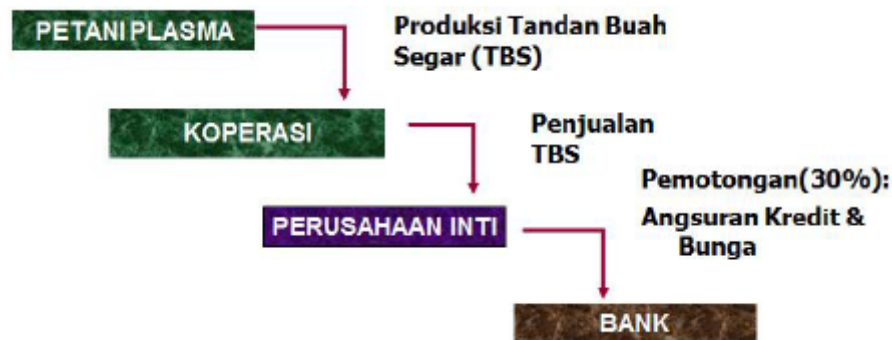 PETANI PLASMA
Produksi Tandan Buah
Segar (TBS)
KOPERASI
Penjualan
TBS
Pemotongan(30%):
Angsuran Kredit &
Bunga
PERUSAHAAN INTI
BANK